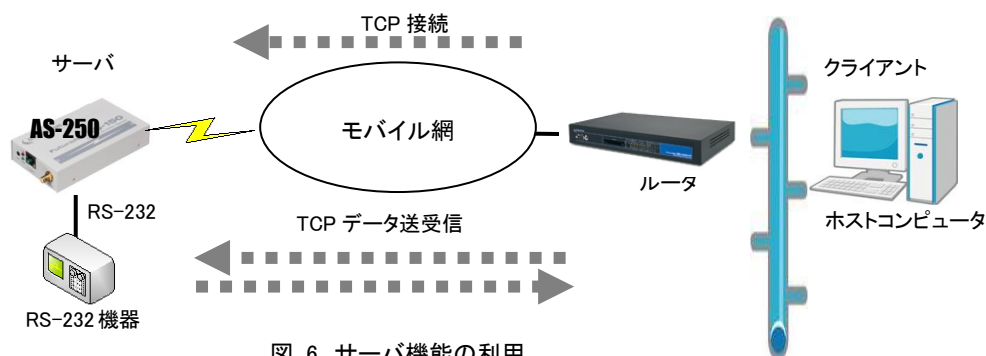 TCP 接続
サーバ
クライアント
AS-250
モバイル網
ルータ
RS-232
TCP データ送受信
ホストコンピュータ
RS-232 機器
図 6 サーバ機能の利用